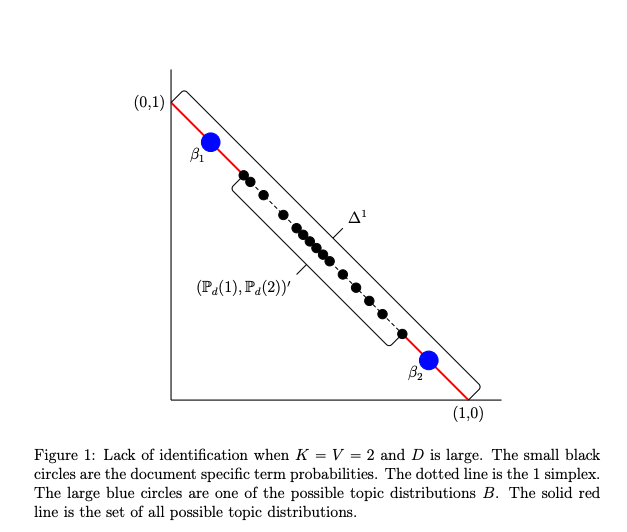 (0,1)
β₁
Δ¹
(ℙ_d(1), ℙ_d(2))′
β₂
(1,0)
Figure 1: Lack of identification when K = V = 2 and D is large. The small black
circles are the document specific term probabilities. The dotted line is the 1 simplex.
The large blue circles are one of the possible topic distributions B. The solid red
line is the set of all possible topic distributions.